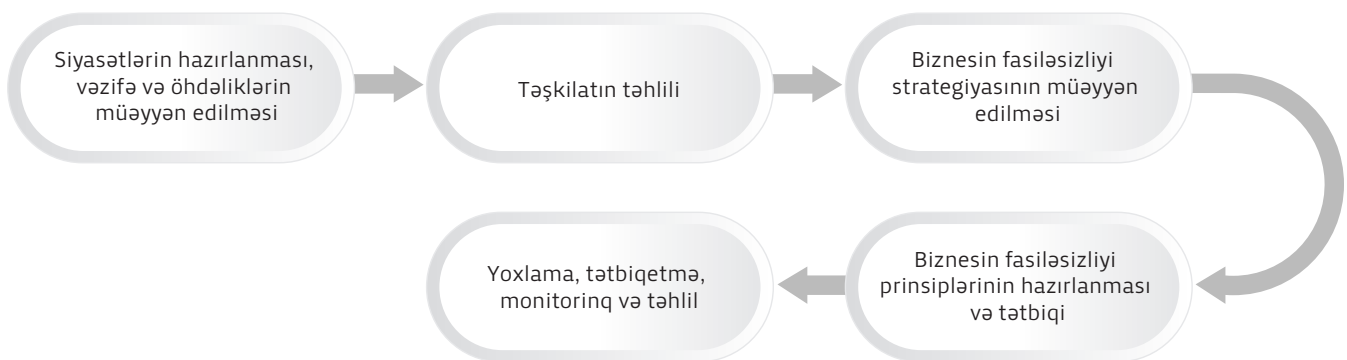 Siyasətlərin hazırlanması,
vəzifə və öhdəliklərin
müəyyən edilməsi
Təşkilatın təhlili
Biznesin fasiləsizliyi
strategiyasının müəyyən
edilməsi
Biznesin fasiləsizliyi
prinsiplərinin hazırlanması
və tətbiqi
Yoxlama, tətbiqetmə,
monitorinq və təhlil